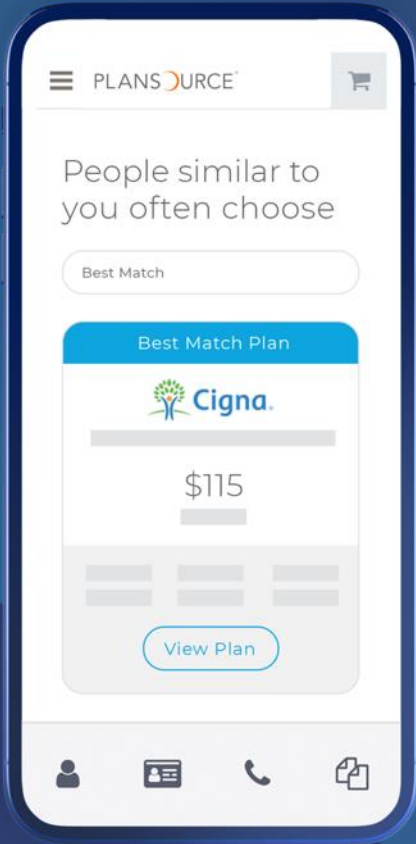 PLANSOURCE
People similar to
you often choose
Best Match
Best Match Plan
Cigna.
$115
View Plan